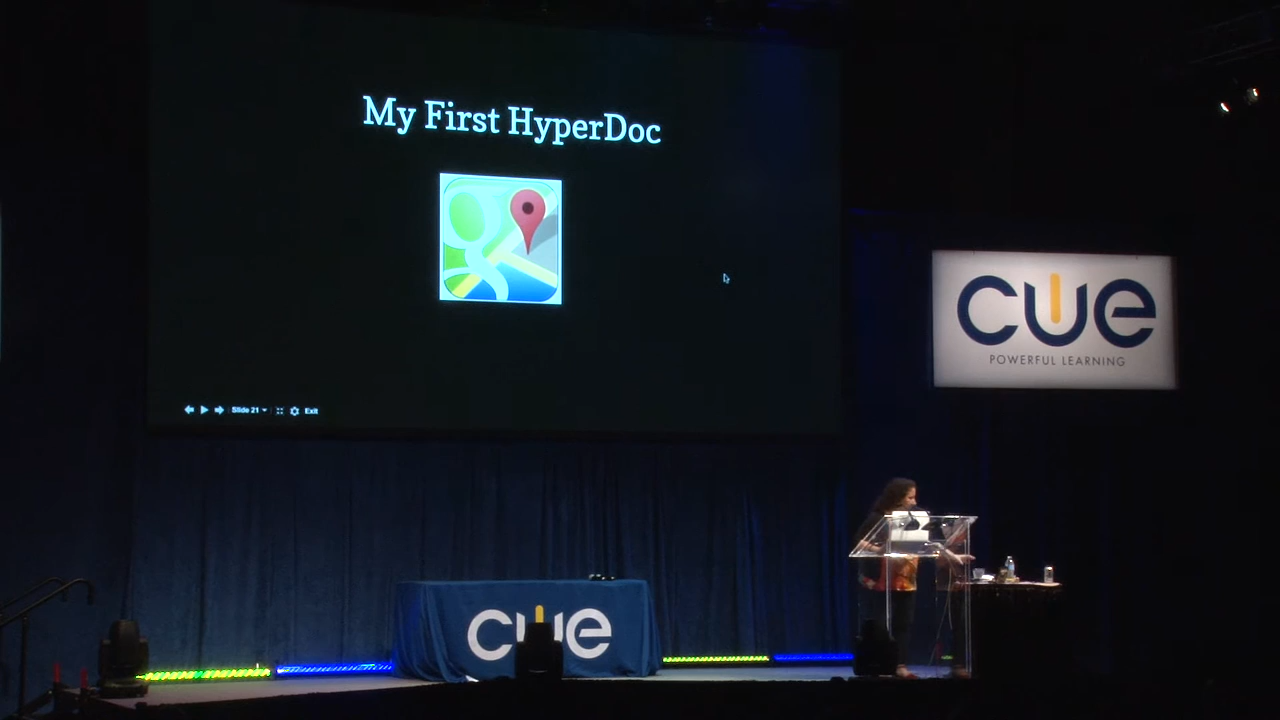 My First HyperDoc
Slide 21
Exit
cue
POWERFUL LEARNING
cue